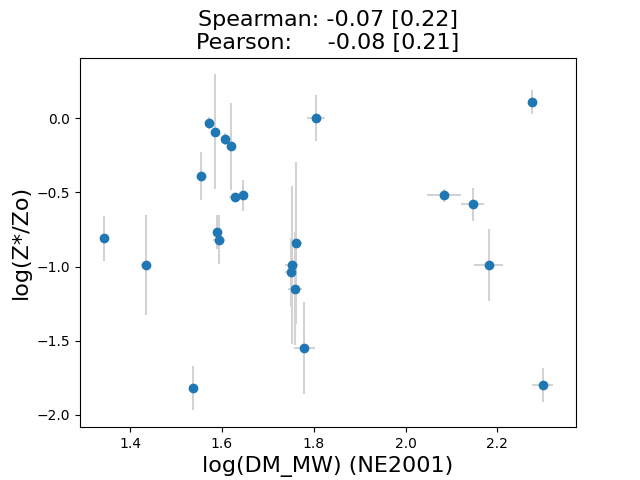 Spearman: -0.07 [0.22]
Pearson: -0.08 [0.21]
0.0
−0.5
−1.0
−1.5
−2.0
log(Z*/Zo)
1.4 1.6 1.8 2.0 2.2
log(DM_MW) (NE2001)